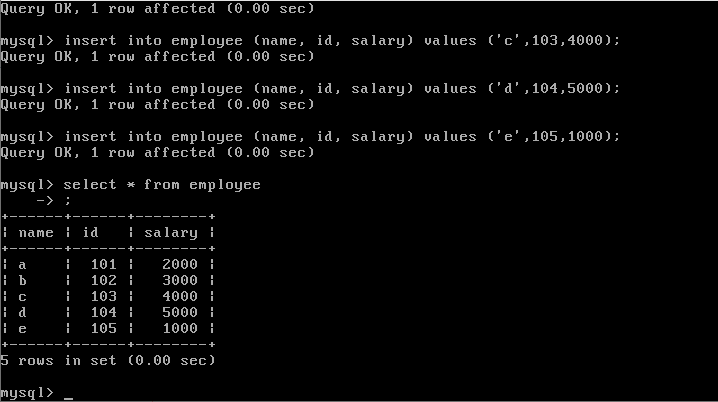 Query OK, 1 row affected (0.00 sec)
mysql> insert into employee (name, id, salary) values ('c',103,4000);
Query OK, 1 row affected (0.00 sec)
mysql> insert into employee (name, id, salary) values ('d',104,5000);
Query OK, 1 row affected (0.00 sec)
mysql> insert into employee (name, id, salary) values ('e',105,1000);
Query OK, 1 row affected (0.00 sec)
mysql> select * from employee
    -> ;
+------+------+--------+
| name | id   | salary |
+------+------+--------+
| a    |  101 |   2000 |
| b    |  102 |   3000 |
| c    |  103 |   4000 |
| d    |  104 |   5000 |
| e    |  105 |   1000 |
+------+------+--------+
5 rows in set (0.00 sec)
mysql> _